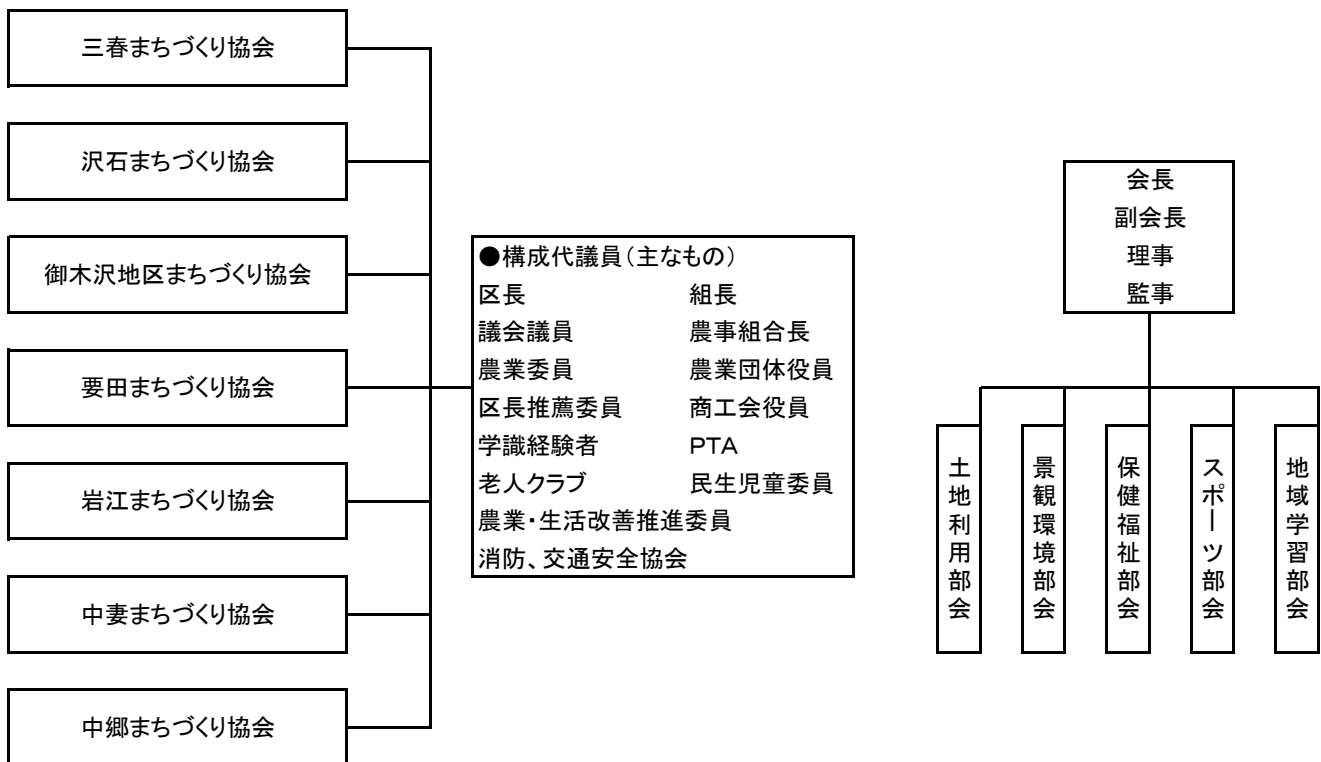 三春まちづくり協会
沢石まちづくり協会
御木沢地区まちづくり協会
要田まちづくり協会
岩江まちづくり協会
中妻まちづくり協会
中郷まちづくり協会
●構成代議員(主なもの)
区長 組長
議会議員 農事組合長
農業委員 農業団体役員
区長推薦委員 商工会役員
学識経験者 PTA
老人クラブ 民生児童委員
農業・生活改善推進委員
消防、交通安全協会
会長
副会長
理事
監事
土地利用部会
景観環境部会
保健福祉部会
スポーツ部会
地域学習部会